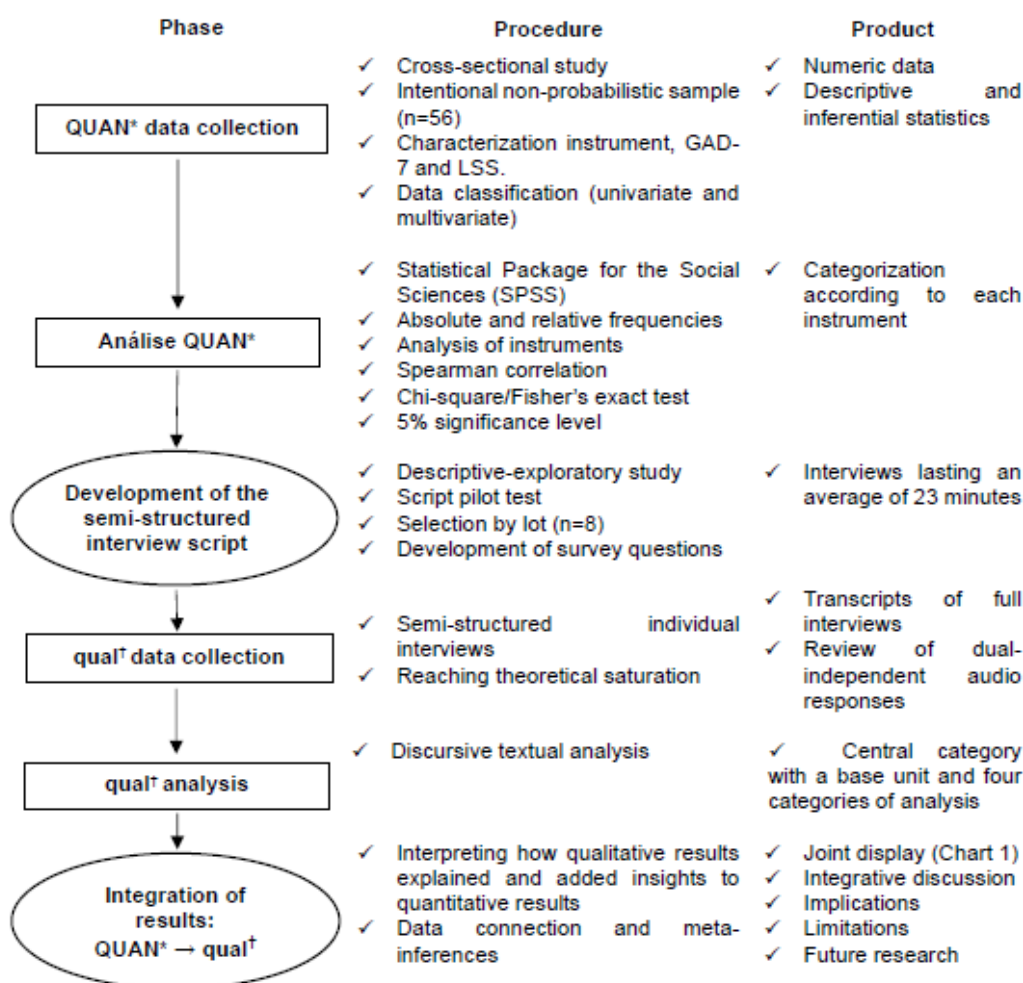 Phase Procedure Product
QUAN* data collection
✓ Cross-sectional study
✓ Intentional non-probabilistic sample
(n=56)
✓ Characterization instrument, GAD-
7 and LSS.
✓ Data classification (univariate and
multivariate)
✓ Numeric data
✓ Descriptive and
inferential statistics
Análise QUAN*
✓ Statistical Package for the Social
Sciences (SPSS)
✓ Absolute and relative frequencies
✓ Analysis of instruments
✓ Spearman correlation
✓ Chi-square/Fisher's exact test
✓ 5% significance level
✓ Categorization
according to each
instrument
Development of the
semi-structured
interview script
✓ Descriptive-exploratory study
✓ Script pilot test
✓ Selection by lot (n=8)
✓ Development of survey questions
✓ Interviews lasting an
average of 23 minutes
qual† data collection
✓ Semi-structured individual
interviews
✓ Reaching theoretical saturation
✓ Transcripts of full
interviews
✓ Review of dual-
independent audio
responses
qual† analysis
✓ Discursive textual analysis
✓ Central category
with a base unit and four
categories of analysis
Integration of
results:
QUAN* → qual†
✓ Interpreting how qualitative results
explained and added insights to
quantitative results
✓ Data connection and meta-
inferences
✓ Joint display (Chart 1)
✓ Integrative discussion
✓ Implications
✓ Limitations
✓ Future research